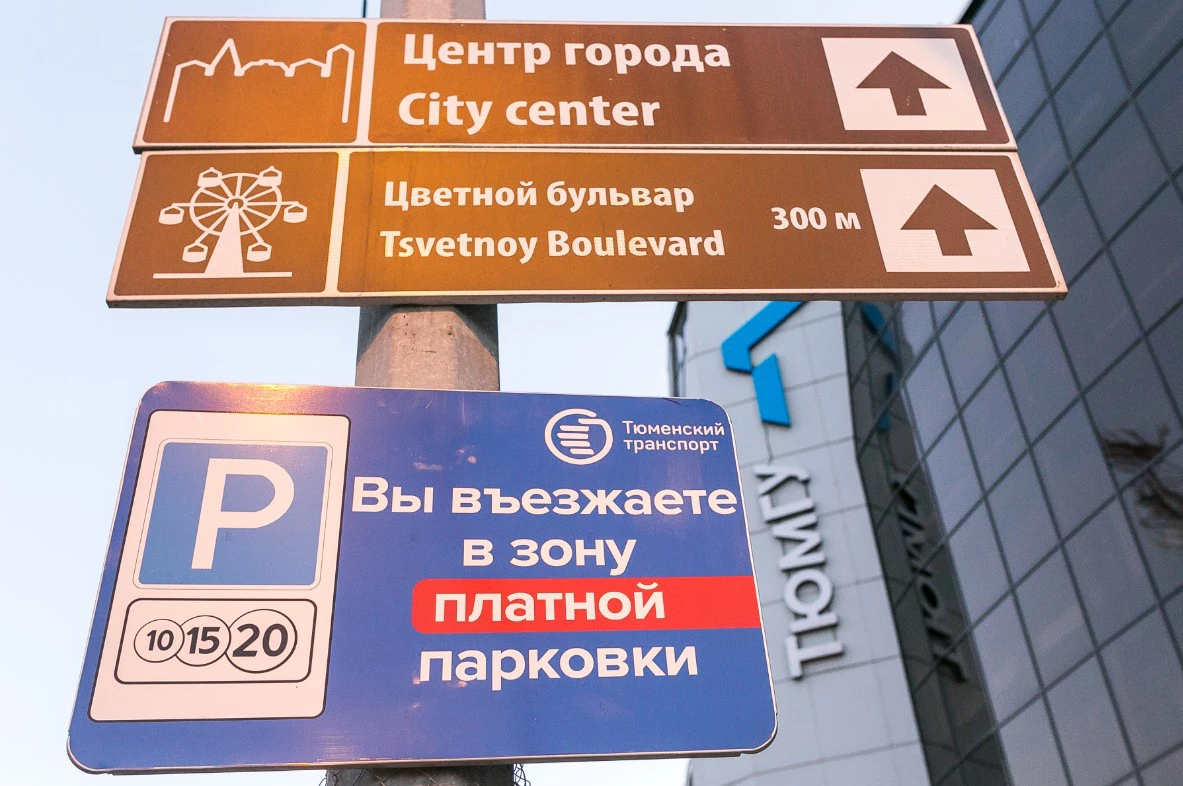 Центр города
City center
Цветной бульвар
Tsvetnoy Boulevard
300 м
Тюменский
транспорт
P
Вы въезжаете
в зону
платной
парковки
10 15 20
ТЮМГУ